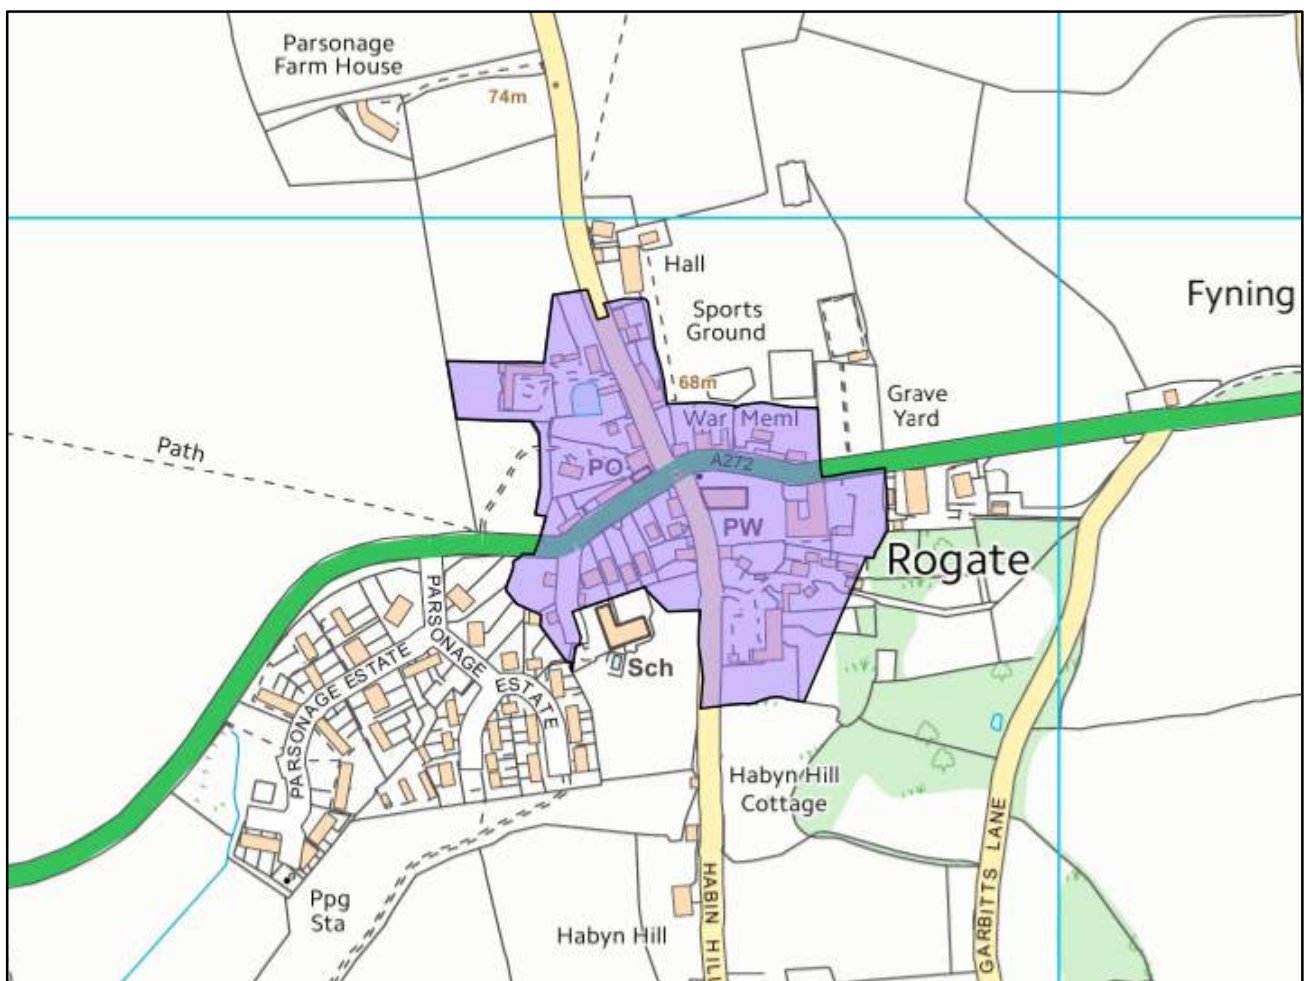 Parsonage
Farm House
74m
Hall
Fyning
Sports
Ground
68m
Grave
Yard
War Meml
Path
PO
A272
PW
Rogate
PARSONAGE
ESTATE
PARSONAGE ESTATE
Sch
Habyn Hill
Cottage
Ppg
Sta
Habyn Hill
HABIN HILL
GARBITTS LANE